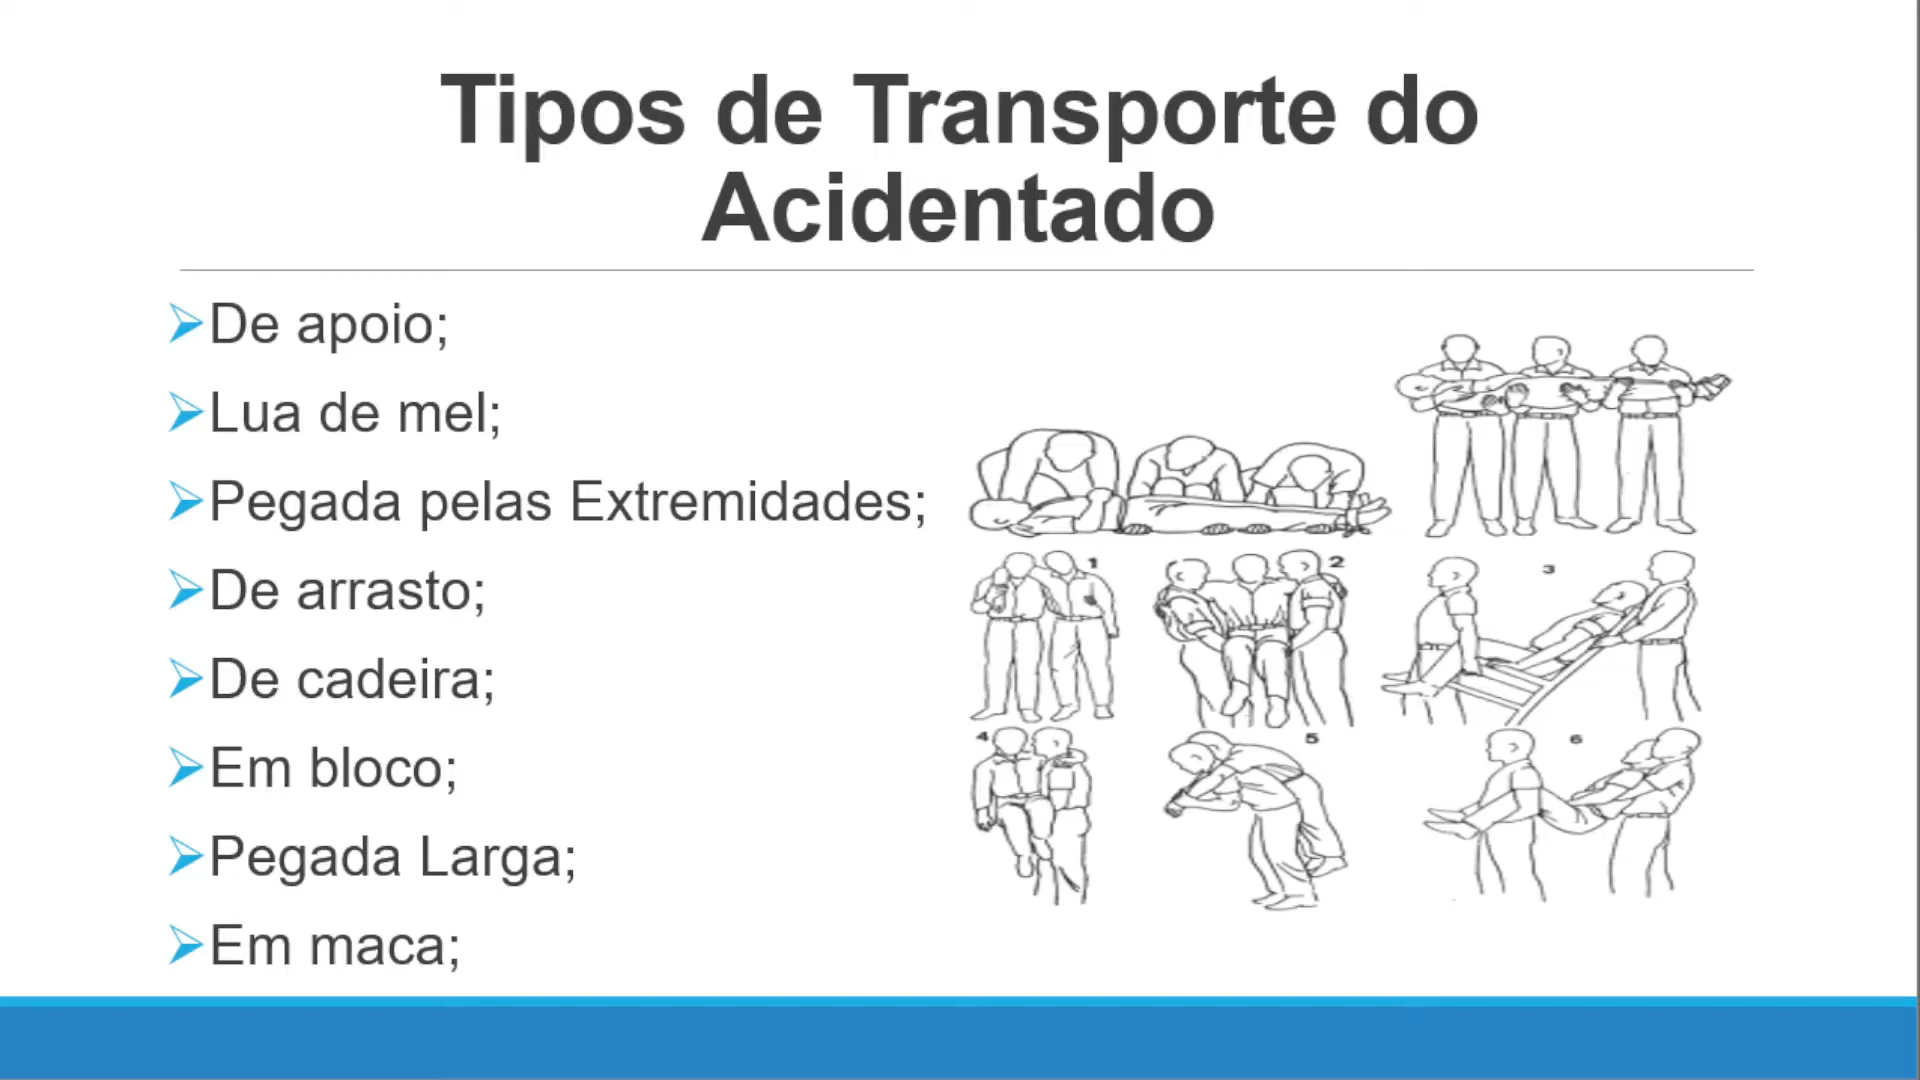 Tipos de Transporte do
Acidentado
De apoio;
Lua de mel;
Pegada pelas Extremidades;
De arrasto;
De cadeira;
Em bloco;
Pegada Larga;
Em maca;
1
2
3
4
5
6